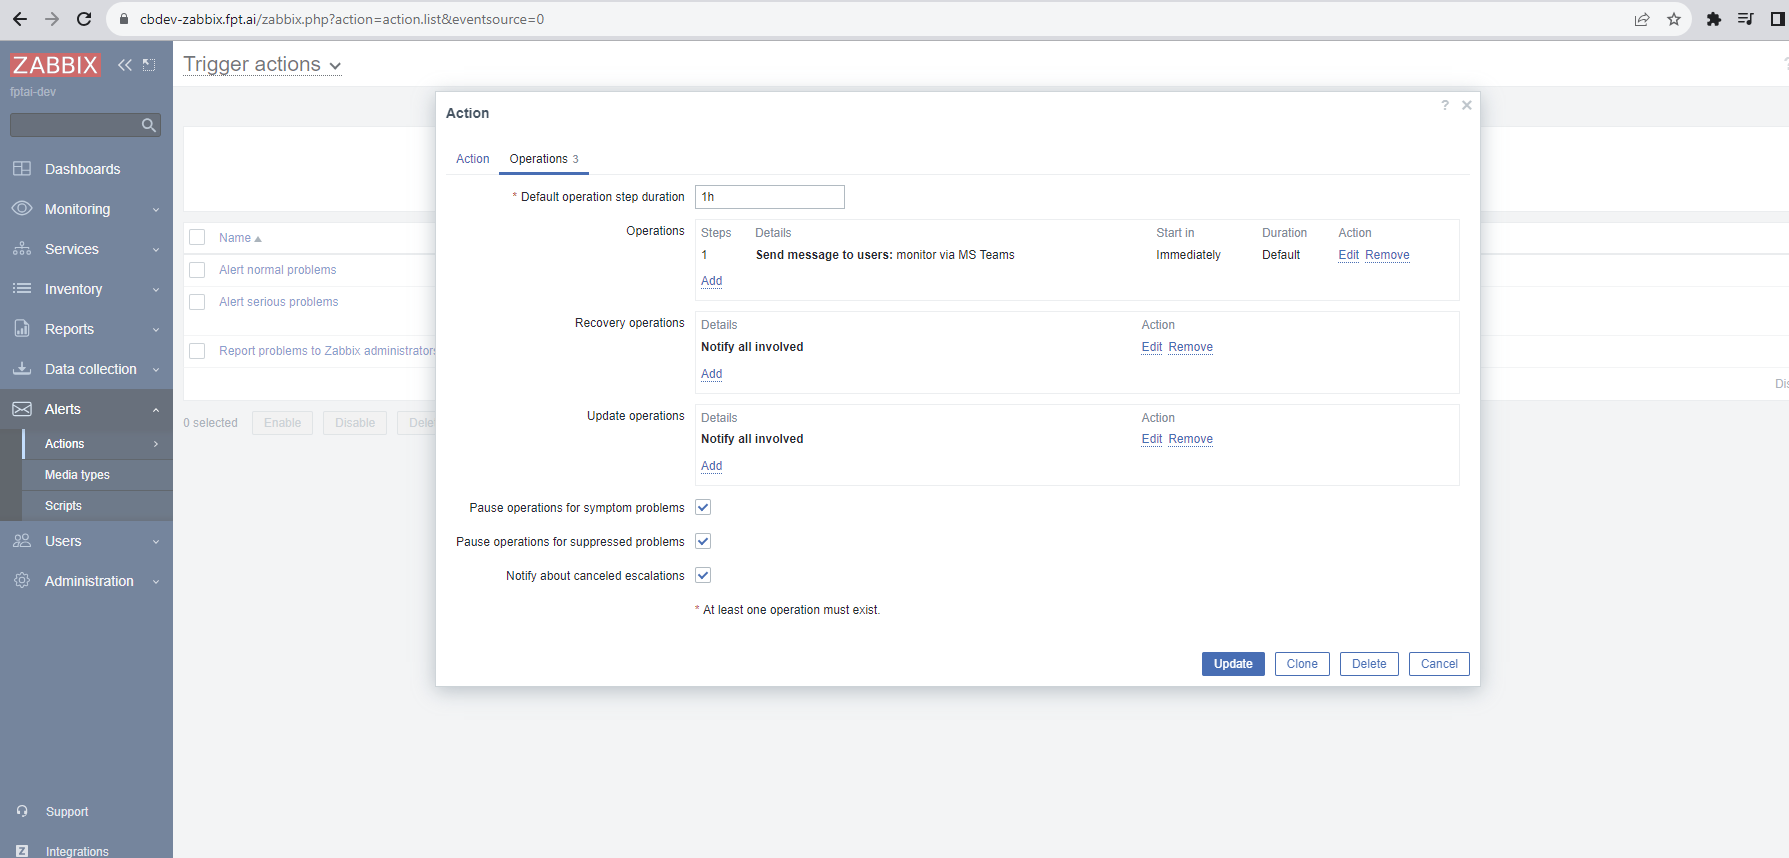 cbdev-zabbix.fpt.ai/zabbix.php?action=action.list&eventsource=0
ZABBIX
fptai-dev
Dashboards
Monitoring
Services
Inventory
Reports
Data collection
Alerts
Actions
Media types
Scripts
Users
Administration
Support
Integrations
Trigger actions
Name
Alert normal problems
Alert serious problems
Report problems to Zabbix administrators
0 selected Enable Disable Dele
Dis
?
Action ?
Action Operations 3
* Default operation step duration 1h
Operations Steps Details Start in Duration Action
1 Send message to users: monitor via MS Teams Immediately Default Edit Remove
Add
Recovery operations Details Action
Notify all involved Edit Remove
Add
Update operations Details Action
Notify all involved Edit Remove
Add
Pause operations for symptom problems
Pause operations for suppressed problems
Notify about canceled escalations
* At least one operation must exist.
Update Clone Delete Cancel